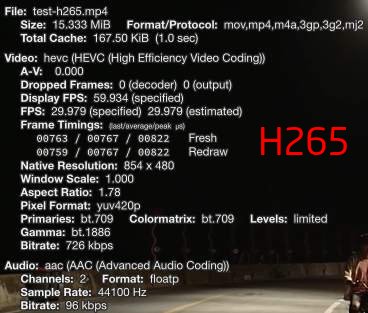 File: test-h265.mp4
Size: 15.333 MiB Format/Protocol: mov,mp4,m4a,3gp,3g2,mj2
Total Cache: 167.50 KiB (1.0 sec)
Video: hevc (HEVC (High Efficiency Video Coding))
A-V: 0.000
Dropped Frames: 0 (decoder) 0 (output)
Display FPS: 59.934 (specified)
FPS: 29.979 (specified) 29.979 (estimated)
Frame Timings: (last/average/peak μs)
00763 / 00767 / 00822 Fresh
00759 / 00767 / 00822 Redraw
H265
Native Resolution: 854 x 480
Window Scale: 1.000
Aspect Ratio: 1.78
Pixel Format: yuv420p
Primaries: bt.709 Colormatrix: bt.709 Levels: limited
Gamma: bt.1886
Bitrate: 726 kbps
Audio: aac (AAC (Advanced Audio Coding))
Channels: 2 Format: floatp
Sample Rate: 44100 Hz
Bitrate: 96 kbps